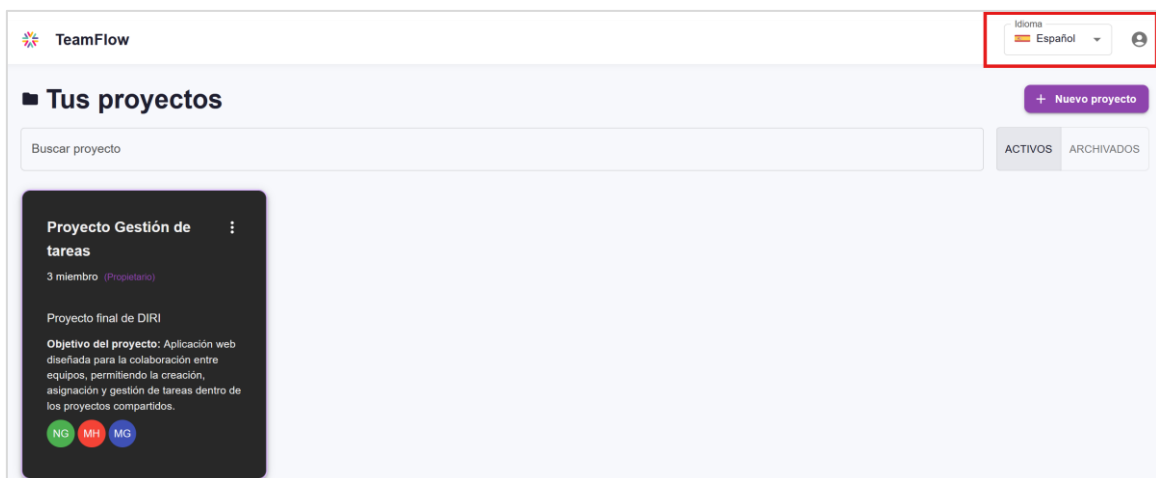 TeamFlow
Idioma
Español
Tus proyectos
+ Nuevo proyecto
Buscar proyecto
ACTIVOS ARCHIVADOS
Proyecto Gestión de
tareas
3 miembro (Propietario)
Proyecto final de DIRI
Objetivo del proyecto: Aplicación web
diseñada para la colaboración entre
equipos, permitiendo la creación,
asignación y gestión de tareas dentro de
los proyectos compartidos.
NG MH MG